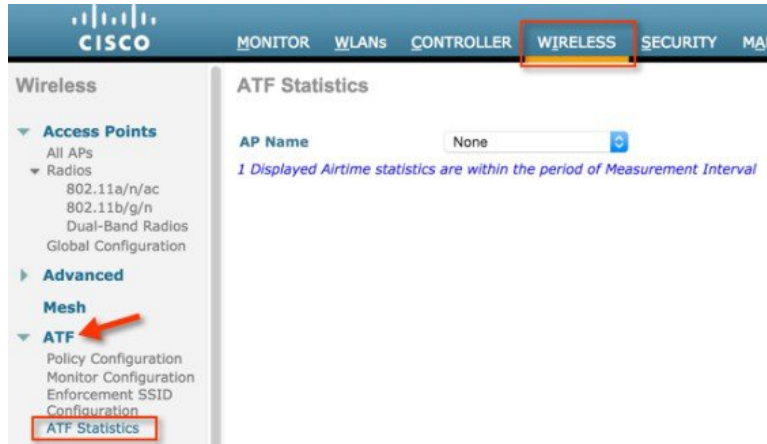 CISCO
MONITOR WLANs CONTROLLER WIRELESS SECURITY
Wireless
Access Points
All APs
Radios
802.11a/n/ac
802.11b/g/n
Dual-Band Radios
Global Configuration
Advanced
Mesh
ATF
Policy Configuration
Monitor Configuration
Enforcement SSID
Configuration
ATF Statistics
ATF Statistics
AP Name None
1 Displayed Airtime statistics are within the period of Measurement Interval